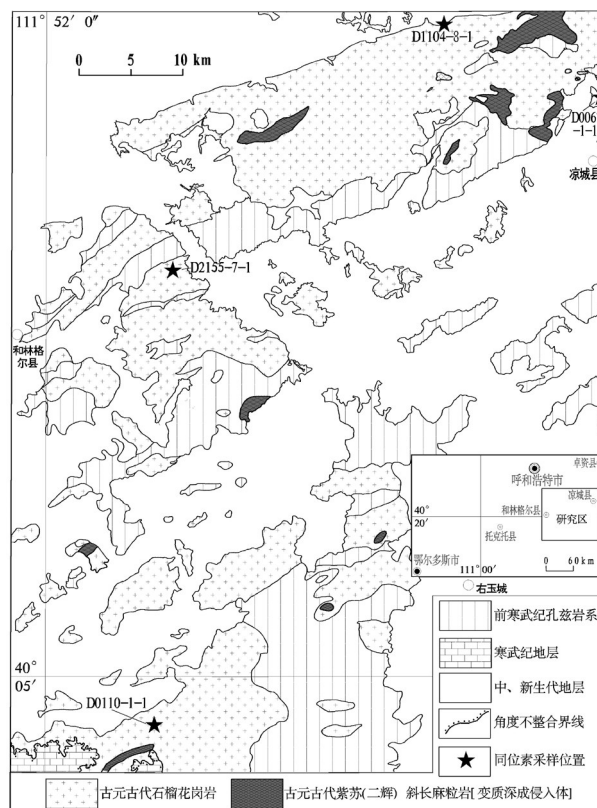 111° 52′ 0″
D1104-8-1
0 5 10 km
D006
-1-1
凉城县
D2155-7-1
和林格
尔县
卓资县
呼和浩特市
凉城县
40°
20′
和林格尔县
研究区
托克托县
鄂尔多斯市
111° 00′
0 60 km
右玉城
前寒武纪孔兹岩系
寒武纪地层
40°
05′
中、新生代地层
D0110-1-1
角度不整合界线
同位素采样位置
古元古代石榴花岗岩
古元古代紫苏(二辉) 斜长麻粒岩[变质深成侵入体]